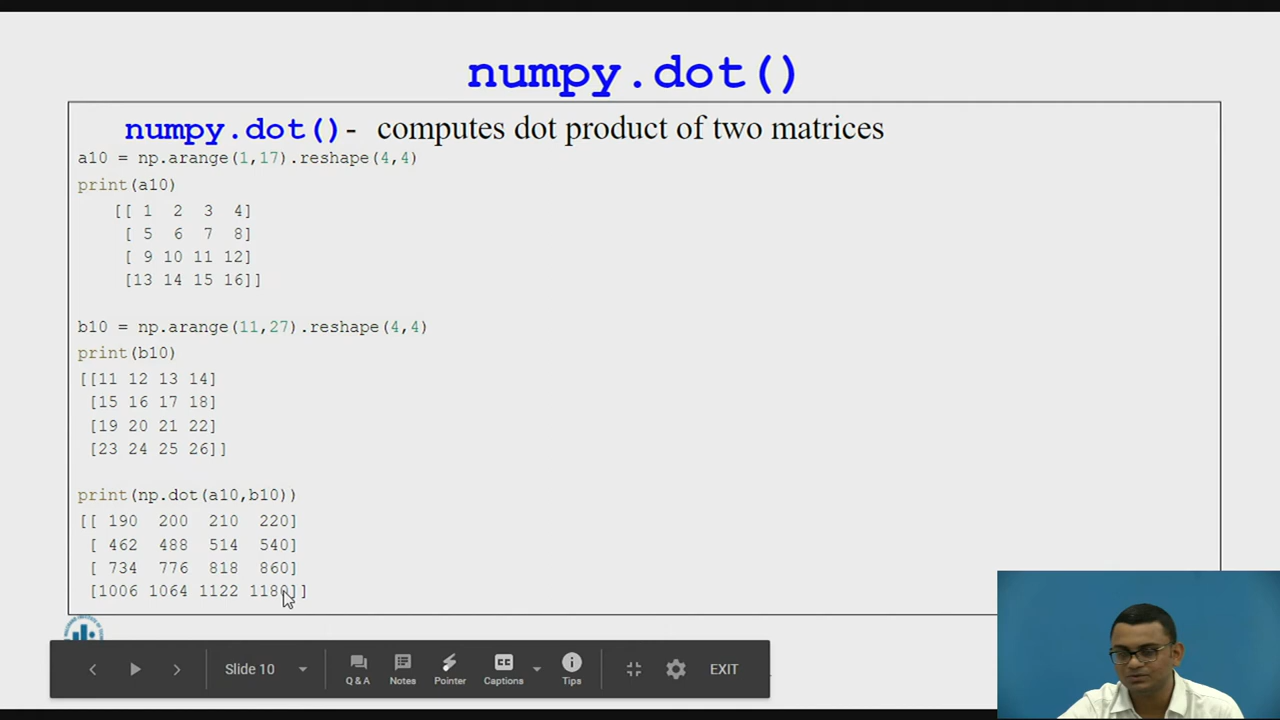 numpy.dot()
numpy.dot()- computes dot product of two matrices
a10 = np.arange(1,17).reshape(4,4)
print(a10)
[[ 1 2 3 4]
[ 5 6 7 8]
[ 9 10 11 12]
[13 14 15 16]]
b10 = np.arange(11,27).reshape(4,4)
print(b10)
[[11 12 13 14]
[15 16 17 18]
[19 20 21 22]
[23 24 25 26]]
print(np.dot(a10,b10))
[[ 190 200 210 220]
[ 462 488 514 540]
[ 734 776 818 860]
[1006 1064 1122 1180]]
Slide 10
Q & A
Notes
Pointer
CC
Captions
Tips
EXIT